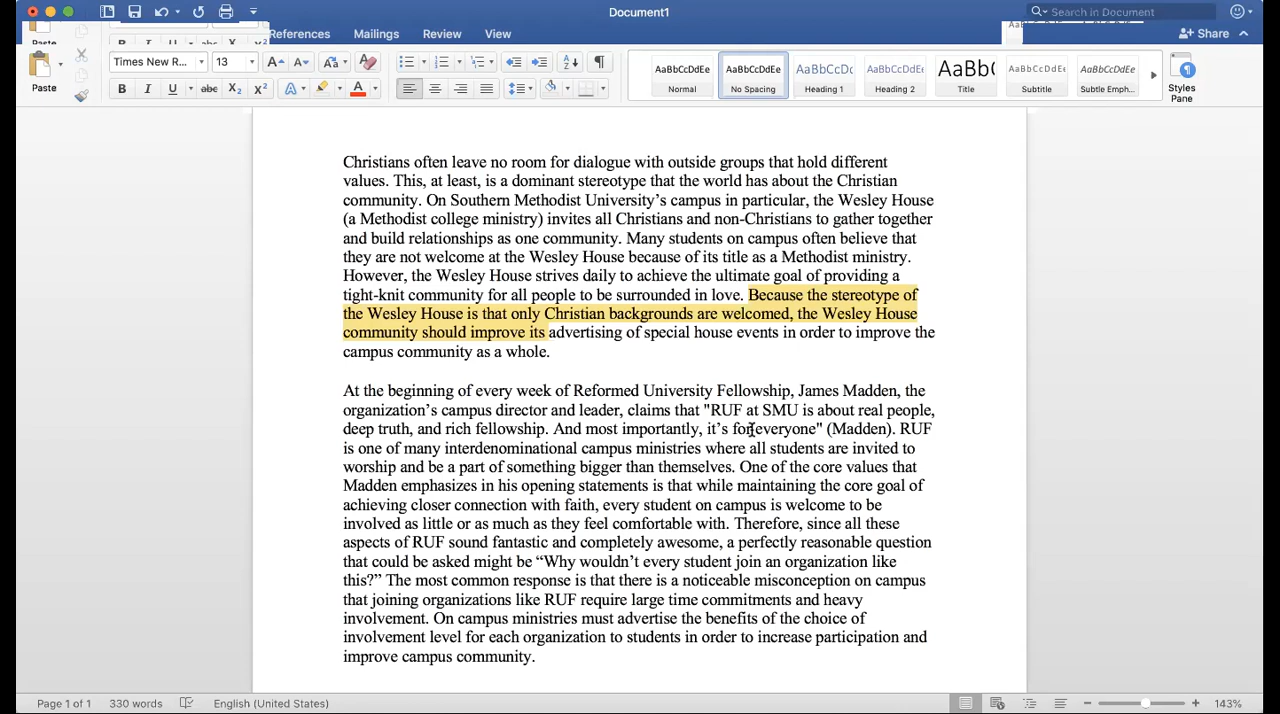 Document1
Search in Document
References Mailings Review View
Share
Paste
Times New R... 13
AaBbCcDdEe AaBbCcDdEe AaBbCcDc AaBbCcDdEe AaBb( AaBbCcDdEe AaBbCcDdEe
Normal No Spacing Heading 1 Heading 2 Title Subtitle Subtle Emph...
Styles
Pane
Paste
Christians often leave no room for dialogue with outside groups that hold different
values. This, at least, is a dominant stereotype that the world has about the Christian
community. On Southern Methodist University’s campus in particular, the Wesley House
(a Methodist college ministry) invites all Christians and non-Christians to gather together
and build relationships as one community. Many students on campus often believe that
they are not welcome at the Wesley House because of its title as a Methodist ministry.
However, the Wesley House strives daily to achieve the ultimate goal of providing a
tight-knit community for all people to be surrounded in love. Because the stereotype of
the Wesley House is that only Christian backgrounds are welcomed, the Wesley House
community should improve its advertising of special house events in order to improve the
campus community as a whole.
At the beginning of every week of Reformed University Fellowship, James Madden, the
organization’s campus director and leader, claims that "RUF at SMU is about real people,
deep truth, and rich fellowship. And most importantly, it’s for everyone" (Madden). RUF
is one of many interdenominational campus ministries where all students are invited to
worship and be a part of something bigger than themselves. One of the core values that
Madden emphasizes in his opening statements is that while maintaining the core goal of
achieving closer connection with faith, every student on campus is welcome to be
involved as little or as much as they feel comfortable with. Therefore, since all these
aspects of RUF sound fantastic and completely awesome, a perfectly reasonable question
that could be asked might be “Why wouldn’t every student join an organization like
this?” The most common response is that there is a noticeable misconception on campus
that joining organizations like RUF require large time commitments and heavy
involvement. On campus ministries must advertise the benefits of the choice of
involvement level for each organization to students in order to increase participation and
improve campus community.
Page 1 of 1 330 words English (United States) 143%